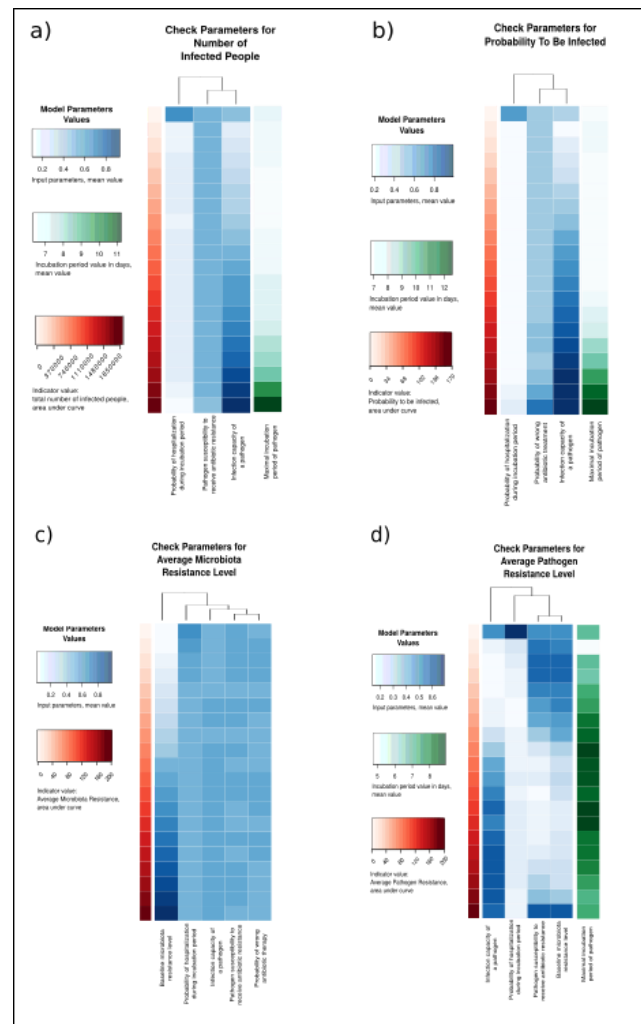 a)
Check Parameters for
Number of
Infected People
Model Parameters
Values
0.2 0.4 0.6 0.8
Input parameters, mean value
7 8 9 10 11
Incubation period value in days,
mean value
0 370000 740000 1110000 1480000 1850000
Indicator value:
total number of infected people,
area under curve
Probability of hospitalization
during incubation period
Pathogen susceptibility to
receive antibiotic resistance
Infection capacity of
a pathogen
Maximal incubation
period of pathogen
b)
Check Parameters for
Probability To Be Infected
Model Parameters
Values
0.2 0.4 0.6 0.8
Input parameters, mean value
7 8 9 10 11 12
Incubation period value in days,
mean value
0 170
Indicator value:
Probability to be infected,
area under curve
Probability of hospitalization
during incubation period
Probability of wrong
antibiotic treatment
Infection capacity of
a pathogen
Maximal incubation
period of pathogen
c)
Check Parameters for
Average Microbiota
Resistance Level
Model Parameters
Values
0 0.2 0.4 0.6 0.8
Input parameters, mean value
0 40 80 120 160 200
Indicator value:
Average Microbiota Resistance,
area under curve
Baseline microbiota
resistance level
Probability of hospitalization
during incubation period
Infection capacity of
a pathogen
Pathogen susceptibility to
receive antibiotic resistance
Probability of wrong
antibiotic therapy
d)
Check Parameters for
Average Pathogen
Resistance Level
Model Parameters
Values
0.2 0.3 0.4 0.5 0.6
Input parameters, mean value
5 6 7 8
Incubation period value in days,
mean value
0 40 80 120 160 200
Indicator value:
Average Pathogen Resistance,
area under curve
Infection capacity of
a pathogen
Probability of hospitalization
during incubation period
Pathogen susceptibility to
receive antibiotic resistance
Baseline microbiota
resistance level
Maximal incubation
period of pathogen